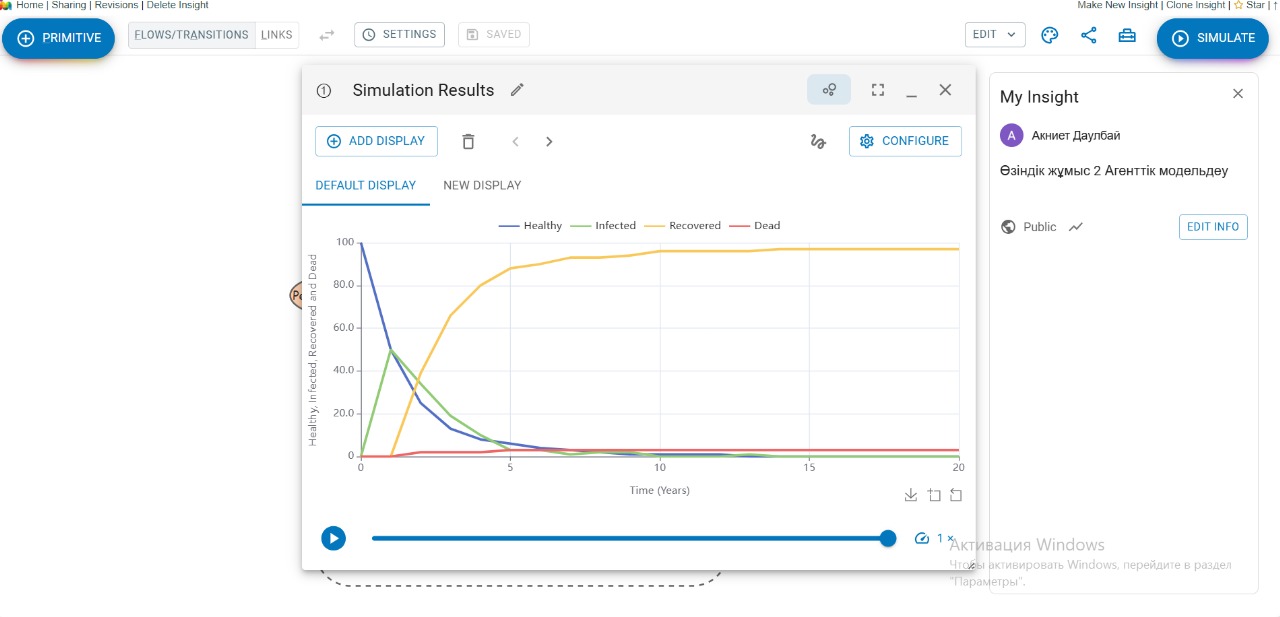 Home | Sharing | Revisions | Delete Insight
Make New Insight | Clone Insight | Star |
PRIMITIVE
FLOWS/TRANSITIONS
LINKS
SETTINGS
SAVED
EDIT
SIMULATE
1
Simulation Results
ADD DISPLAY
CONFIGURE
DEFAULT DISPLAY
NEW DISPLAY
Healthy
Infected
Recovered
Dead
Healthy, Infected, Recovered and Dead
100
80.0
60.0
40.0
20.0
0
0
5
10
15
20
Time (Years)
1 ×
My Insight
А
Акниет Даулбай
Өзіндік жұмыс 2 Агенттік модельдеу
Public
EDIT INFO
Активация Windows
Чтобы активировать Windows, перейдите в раздел
"Параметры".